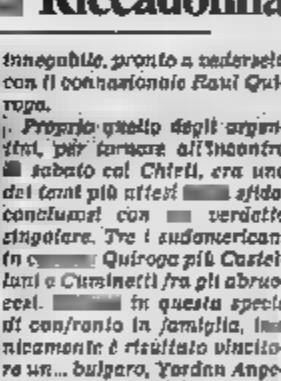 Riccadonna
innegabile, pronto a vedersela
con il connazionale Raul Qui-
roga.
Proprio quello degli argen-
tini, per tornare all'incontro
sabato col Chieti, era uno
dei temi più attesi sfida
conclusasi con verdetto
singolare. Tre i sudamericani
in Quiroga più Castel-
lani e Cuminetti fra gli abruz-
zesi. in questa specie
di confronto in famiglia,
nicamente è risultato vincito-
re un... bulgaro, Yordan Ange-